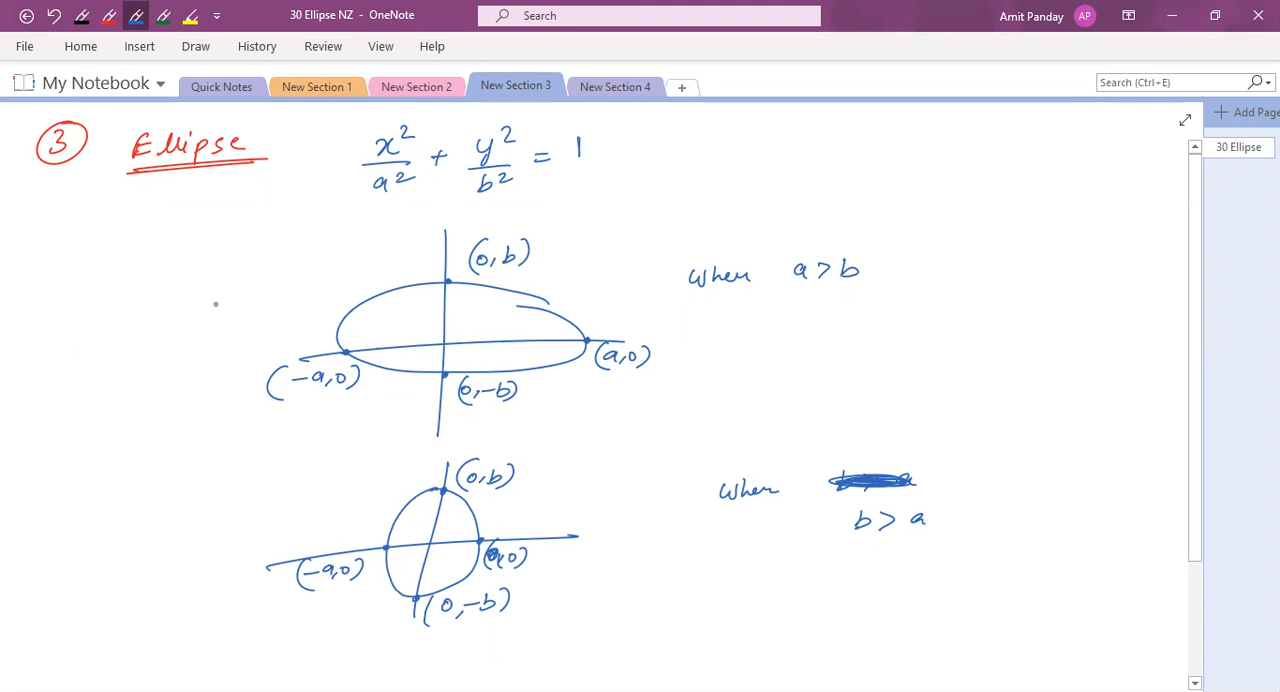 30 Ellipse NZ - OneNote
Search
Amit Panday AP
File Home Insert Draw History Review View Help
My Notebook Quick Notes New Section 1 New Section 2 New Section 3 New Section 4 +
Search (Ctrl+E)
Add Page
30 Ellipse
③ Ellipse x²/a² + y²/b² = 1
(0, b)
when a > b
(-a, 0) (a, 0)
(0, -b)
(0, b)
when
b > a
(-a, 0) (a, 0)
(0, -b)